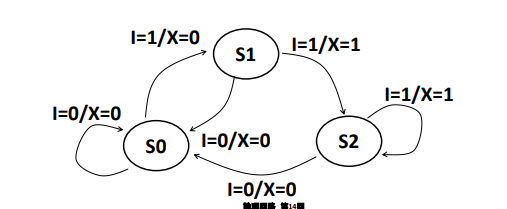 I=1/X=0
S1
I=1/X=1
I=1/X=1
I=0/X=0
S0
I=0/X=0
S2
I=0/X=0